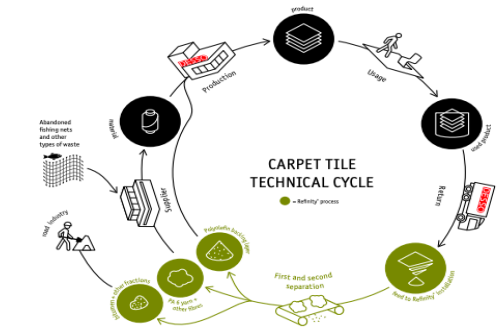 product
DESSO
Production
Usage
material
used product
Abandoned
fishing nets
and other
types of waste
CARPET TILE
TECHNICAL CYCLE
= Refinity® process
Supplier
Return
DESSO
road industry
Polyolefin backing layer
feed to Refinity® installation
First and second
separation
PA 6 yarn +
other fibres
Bitumen + other fractions